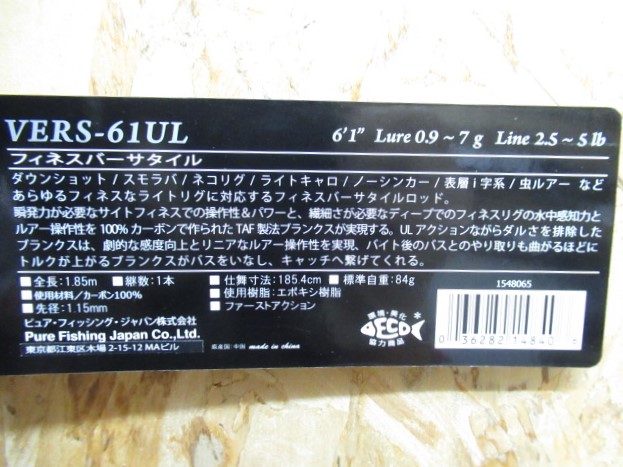 VERS-61UL 6'1" Lure 0.9~7g Line 2.5~5lb
フィネスバーサタイル
ダウンショット/スモラバ/ネコリグ/ライトキャロ/ノーシンカー/表層i字系/虫ルアー など
あらゆるフィネスなライトリグに対応するフィネスバーサタイルロッド。
瞬発力が必要なサイトフィネスでの操作性&パワーと、繊細さが必要なディープでのフィネスリグの水中感知力と
ルアー操作性を100%カーボンで作られたTAF製法ブランクスが実現する。ULアクションながらダルさを排除した
ブランクスは、劇的な感度向上とリニアなルアー操作性を実現、バイト後のバスとのやり取りも曲がるほどに
トルクが上がるブランクスがバスをいなし、キャッチへ繋げてくれる。
■全長:1.85m ■継数:1本 ■仕舞寸法:185.4cm ■標準自重:84g
■使用材料/カーボン100% ■使用樹脂:エポキシ樹脂
■先径:1.15mm ■ファーストアクション
1548065
ピュア・フィッシング・ジャパン株式会社
Pure Fishing Japan Co.,Ltd.
東京都江東区木場2-15-12 MAビル
原産国:中国 made in china
環境・美化
ECO
協力商品
0 36282 14840